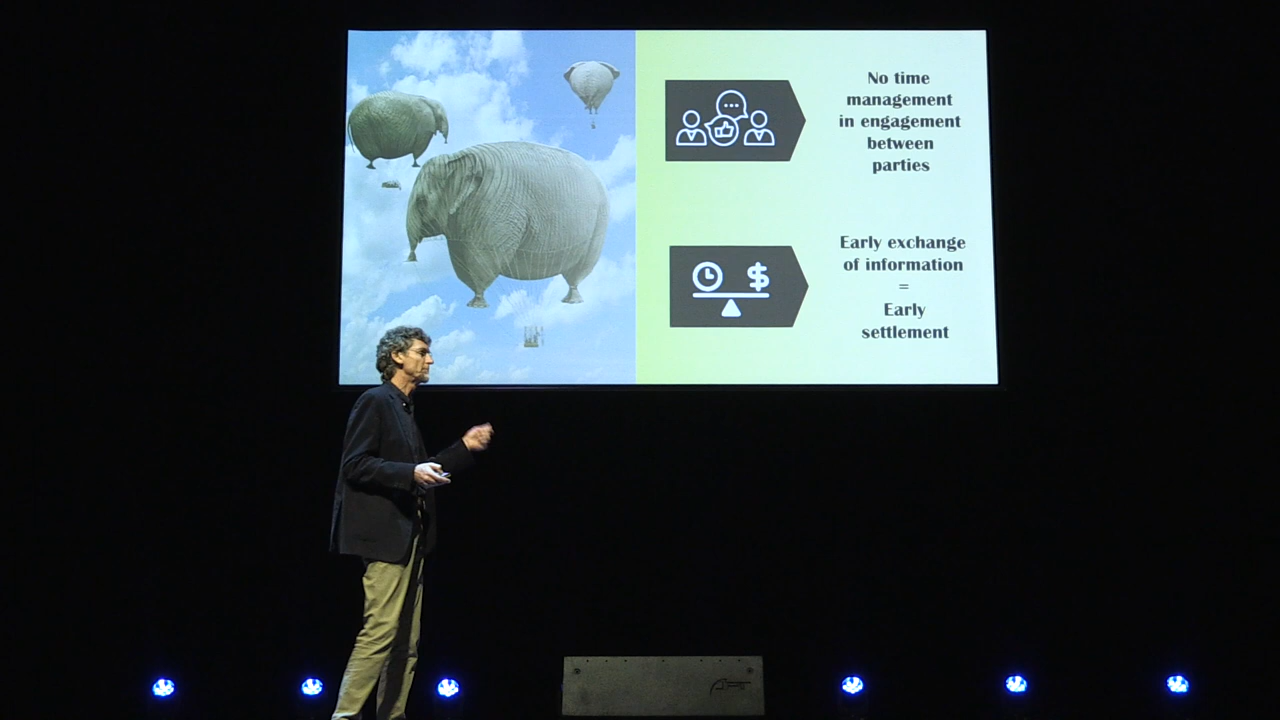 No time
management
in engagement
between
parties
Early exchange
of information
=
Early
settlement